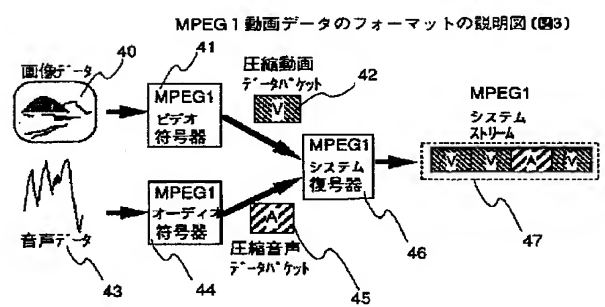 MPEG1動画データのフォーマットの説明図(図3)
40
画像データ
41
MPEG1
ビデオ
符号器
圧縮動画
データパケット
42
V
MPEG1
システム
復号器
46
MPEG1
システム
ストリーム
V V A V
47
音声データ
43
MPEG1
オーディオ
符号器
44
A
圧縮音声
データパケット
45